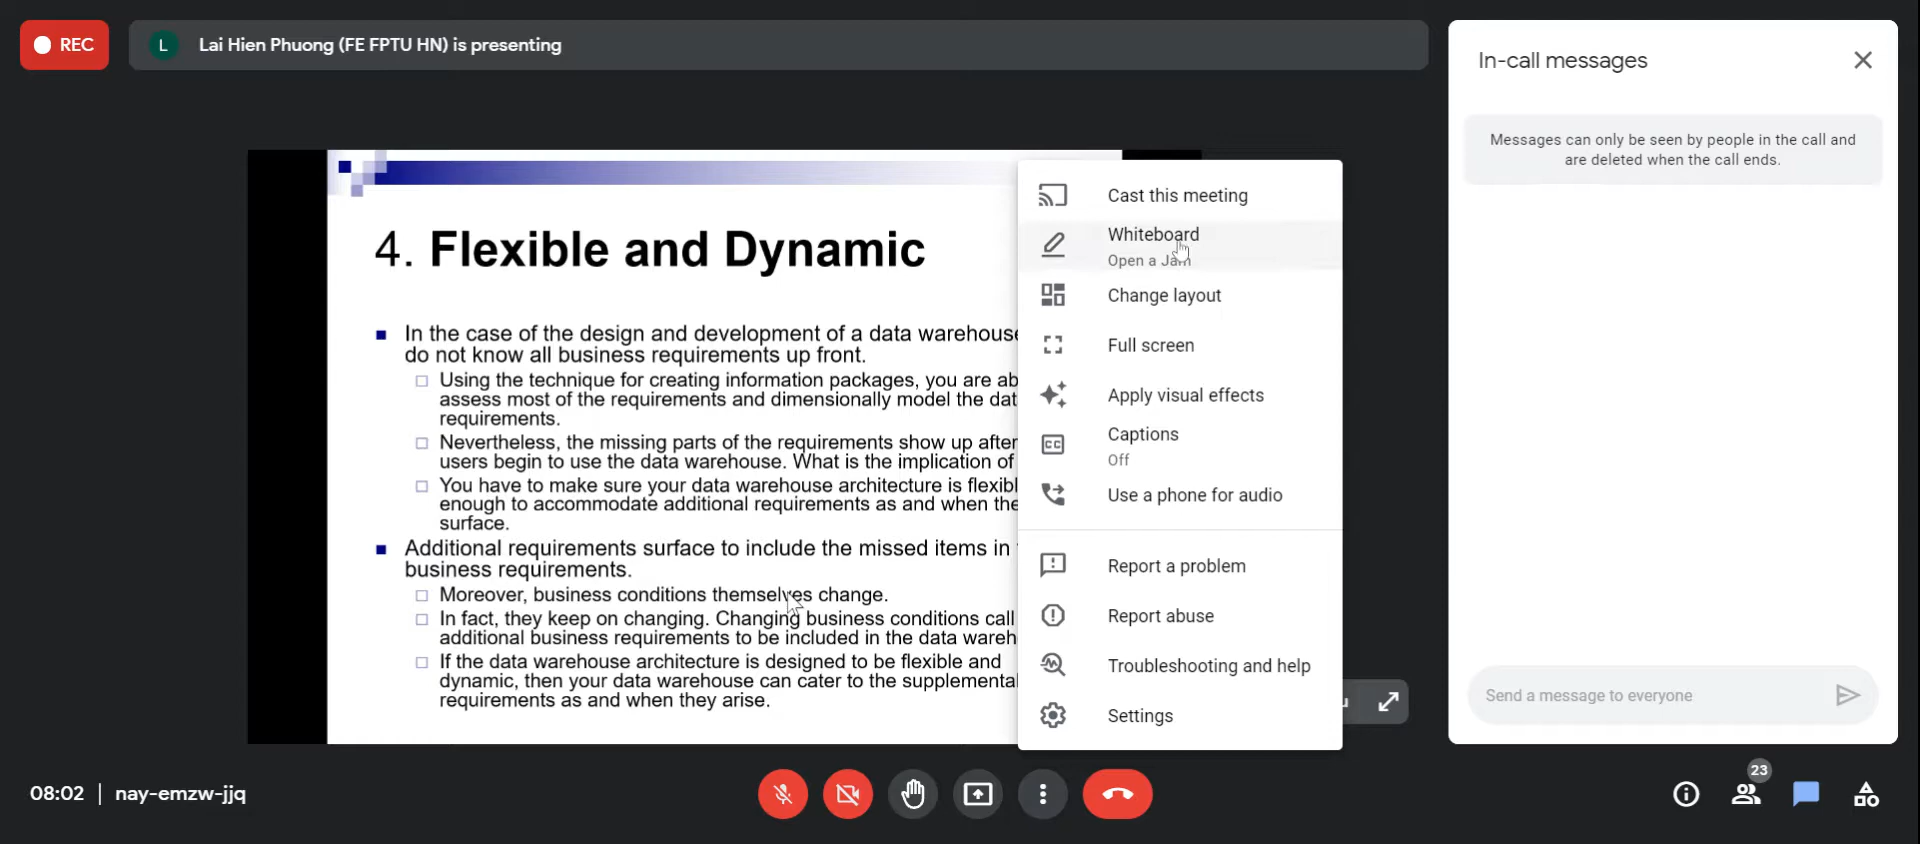 REC
L
Lai Hien Phuong (FE FPTU HN) is presenting
4. Flexible and Dynamic
In the case of the design and development of a data warehouse
do not know all business requirements up front.
Using the technique for creating information packages, you are
assess most of the requirements and dimensionally model the
requirements.
Nevertheless, the missing parts of the requirements show up after
users begin to use the data warehouse. What is the implication of
You have to make sure your data warehouse architecture is
enough to accommodate additional requirements as and when
surface.
Additional requirements surface to include the missed items in
business requirements.
Moreover, business conditions themselves change.
In fact, they keep on changing. Changing business conditions call
additional business requirements to be included in the data
If the data warehouse architecture is designed to be flexible and
dynamic, then your data warehouse can cater to the supplemental
requirements as and when they arise.
Cast this meeting
Whiteboard
Open a Jam
Change layout
Full screen
Apply visual effects
CC
Captions
Off
Use a phone for audio
Report a problem
Report abuse
Troubleshooting and help
Settings
In-call messages
Messages can only be seen by people in the call and
are deleted when the call ends.
Send a message to everyone
08:02 | nay-emzw-jjq
23